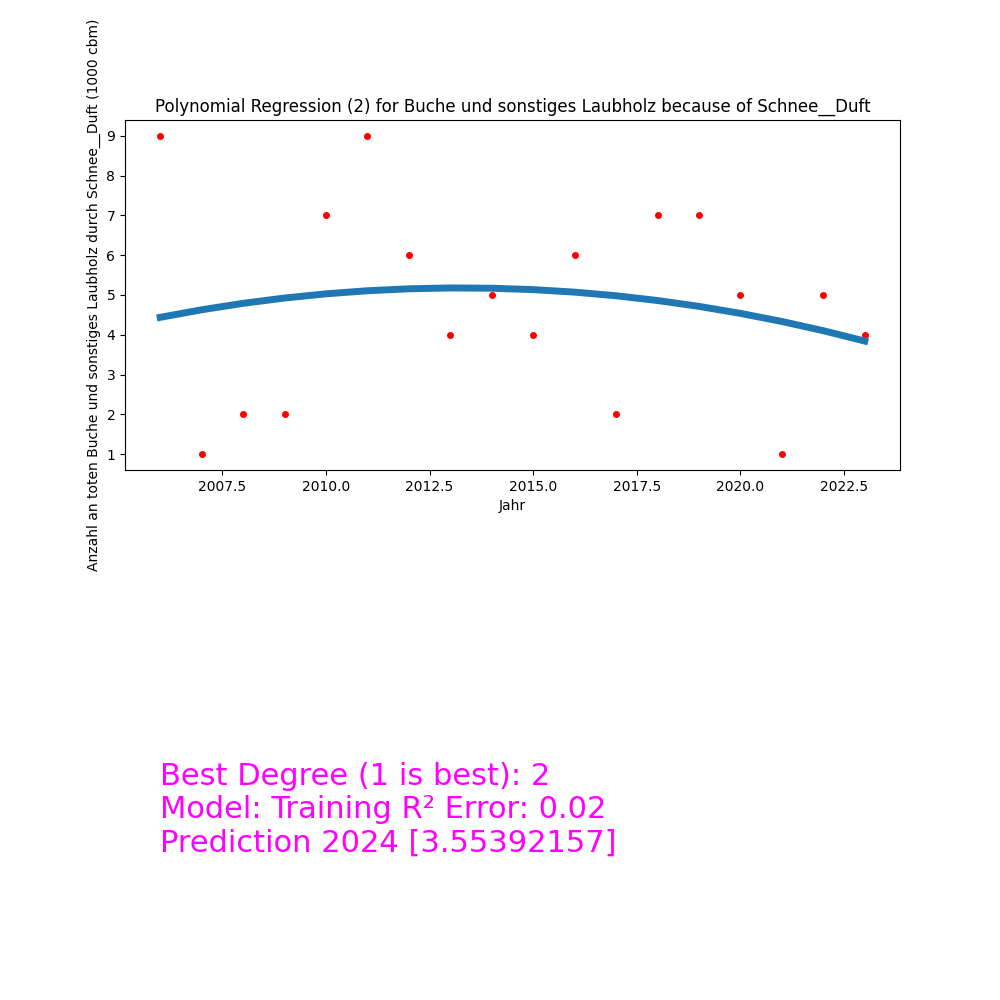 Polynomial Regression (2) for Buche und sonstiges Laubholz because of Schnee__Duft
Anzahl an toten Buche und sonstiges Laubholz durch Schnee__Duft (1000 cbm)
9
8
7
6
5
4
3
2
1
2007.5 2010.0 2012.5 2015.0 2017.5 2020.0 2022.5
Jahr
Best Degree (1 is best): 2
Model: Training R² Error: 0.02
Prediction 2024 [3.55392157]